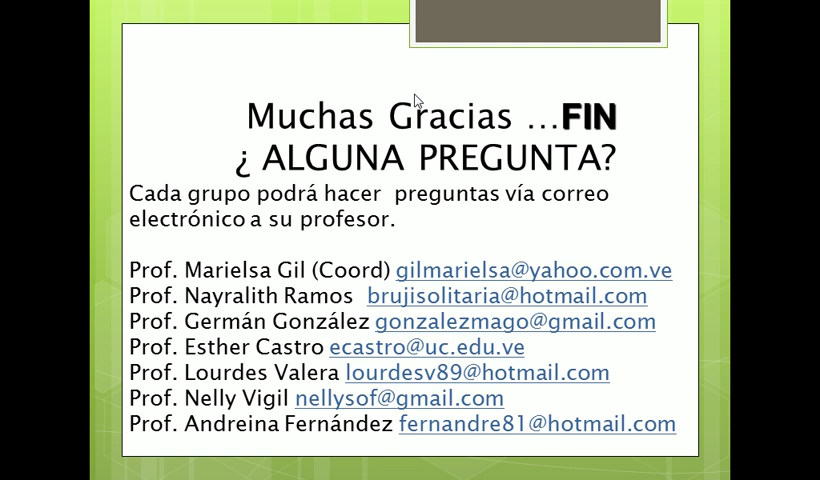 Muchas Gracias ...FIN
¿ ALGUNA PREGUNTA?
Cada grupo podrá hacer preguntas vía correo
electrónico a su profesor.
Prof. Marielsa Gil (Coord) gilmarielsa@yahoo.com.ve
Prof. Nayralith Ramos brujisolitaria@hotmail.com
Prof. Germán González gonzalezmago@gmail.com
Prof. Esther Castro ecastro@uc.edu.ve
Prof. Lourdes Valera lourdesv89@hotmail.com
Prof. Nelly Vigil nellysof@gmail.com
Prof. Andreina Fernández fernandre81@hotmail.com